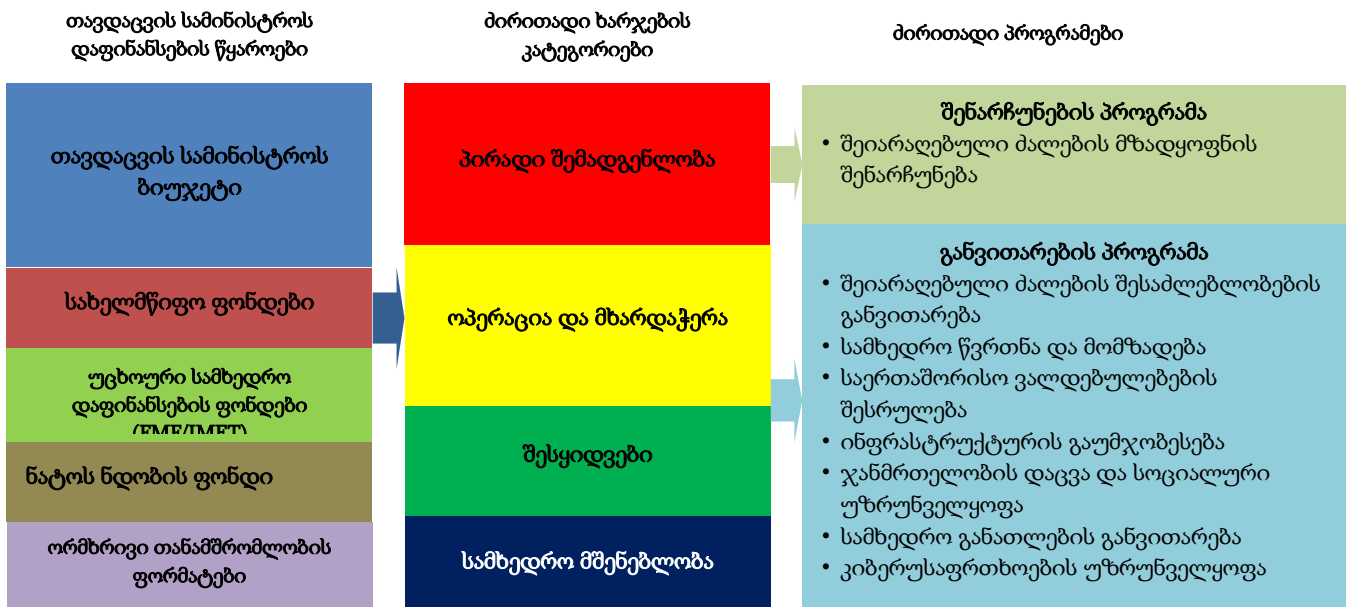 თავდაცვის სამინისტროს
დაფინანსების წყაროები
თავდაცვის სამინისტროს
ბიუჯეტი
სახელმწიფო ფონდები
უცხოური სამხედრო
დაფინანსების ფონდები
(FMF/IMET)
ნატოს ნდობის ფონდი
ორმხრივი თანამშრომლობის
ფორმატები
ძირითადი ხარჯების
კატეგორიები
პირადი შემადგენლობა
ოპერაცია და მხარდაჭერა
შესყიდვები
სამხედრო მშენებლობა
ძირითადი პროგრამები
შენარჩუნების პროგრამა
• შეიარაღებული ძალების მზადყოფნის
შენარჩუნება
განვითარების პროგრამა
• შეიარაღებული ძალების შესაძლებლობების
განვითარება
• სამხედრო წვრთნა და მომზადება
• საერთაშორისო ვალდებულებების
შესრულება
• ინფრასტრუქტურის გაუმჯობესება
• ჯანმრთელობის დაცვა და სოციალური
უზრუნველყოფა
• სამხედრო განათლების განვითარება
• კიბერუსაფრთხოების უზრუნველყოფა